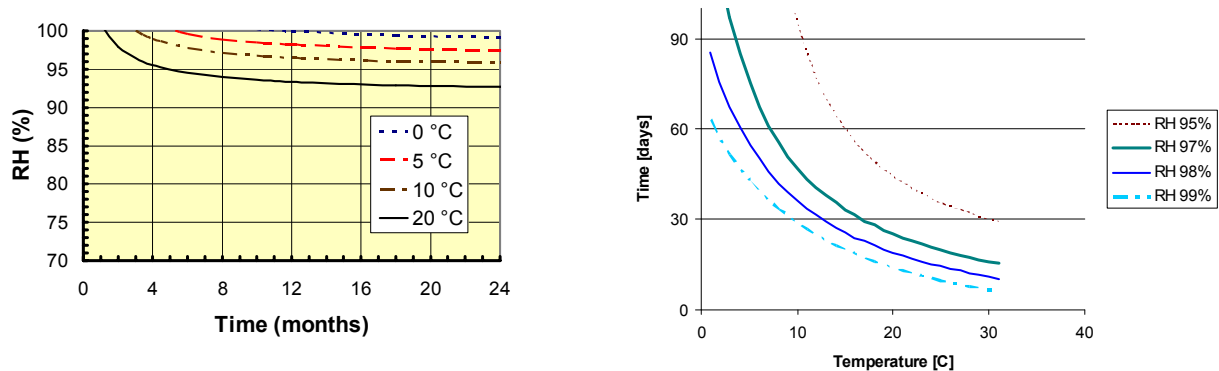 100
95
90
85
80
75
70
RH (%)
0 °C
5 °C
10 °C
20 °C
0 4 8 12 16 20 24
Time (months)
90
60
30
0
Time [days]
0 10 20 30 40
Temperature [C]
RH 95%
RH 97%
RH 98%
RH 99%